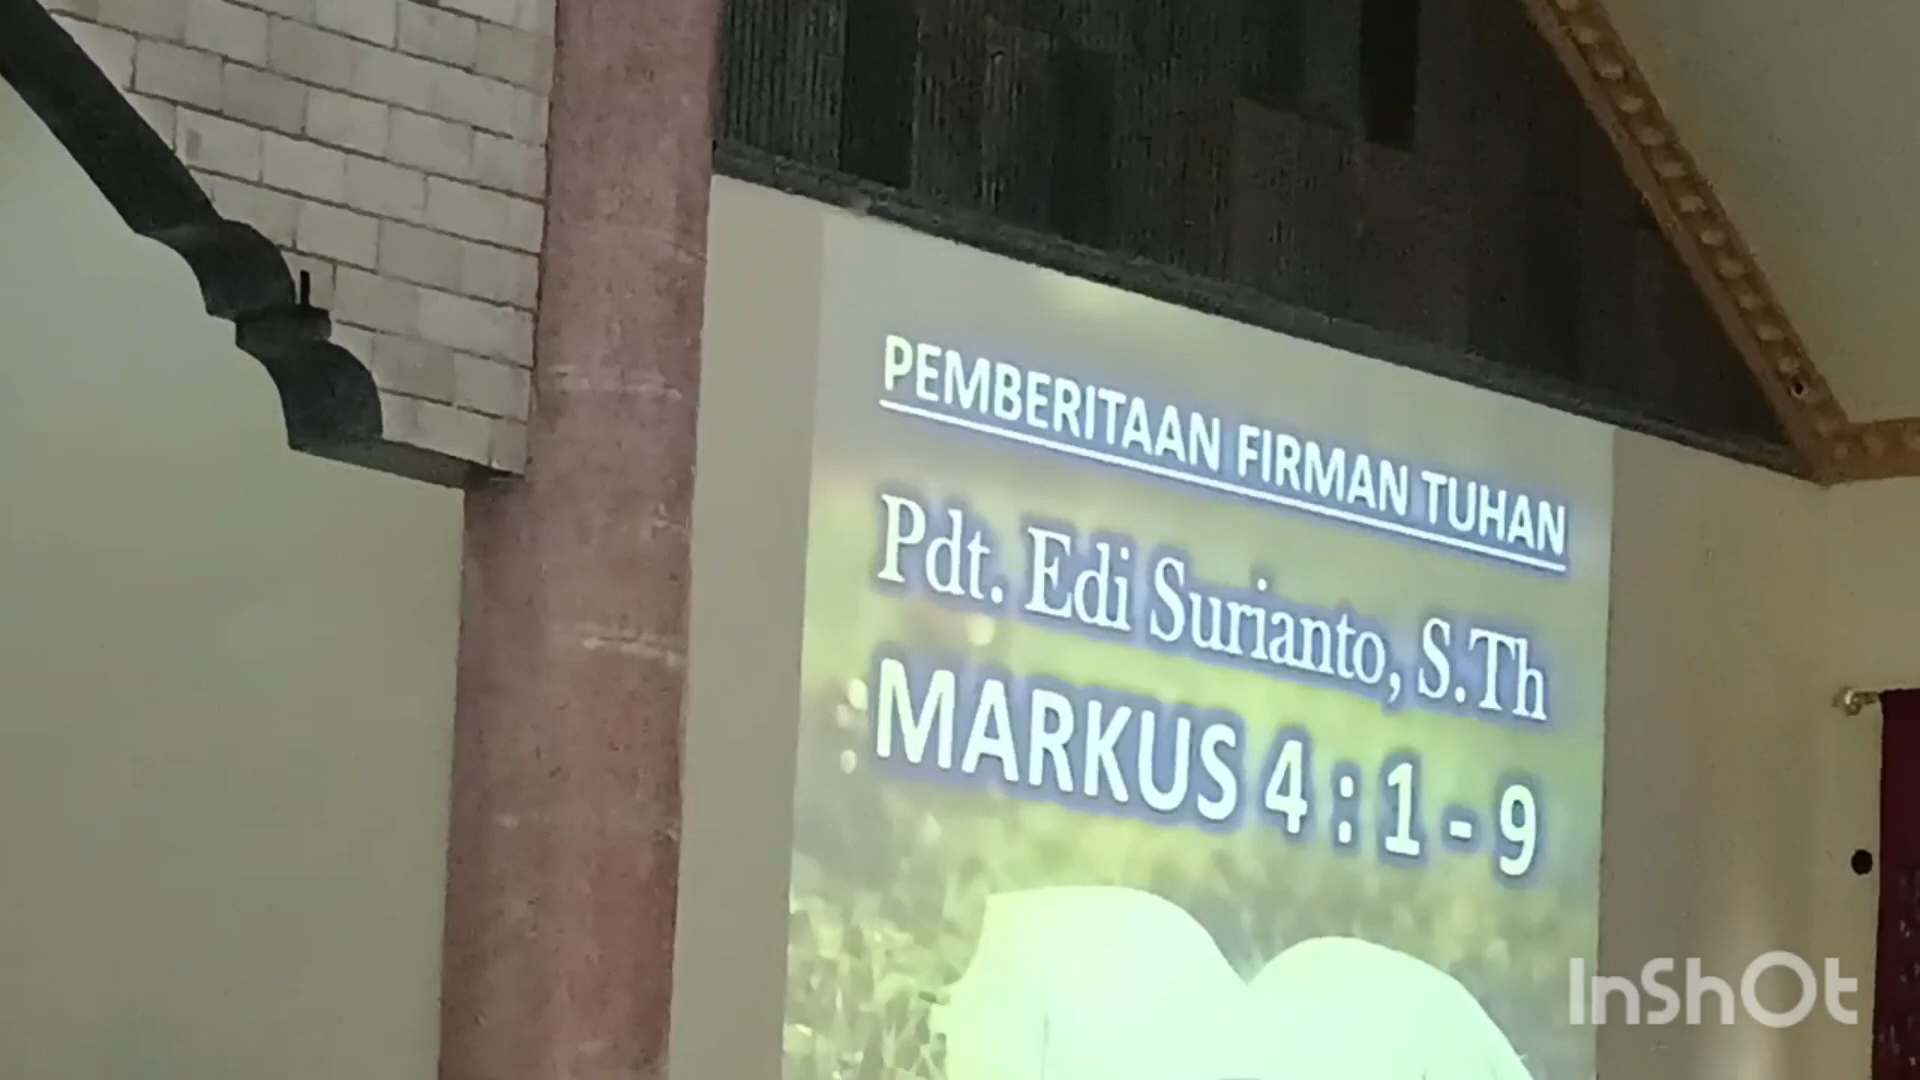 PEMBERITAAN FIRMAN TUHAN
Pdt. Edi Surianto, S.Th
MARKUS 4 : 1 - 9
InShOt